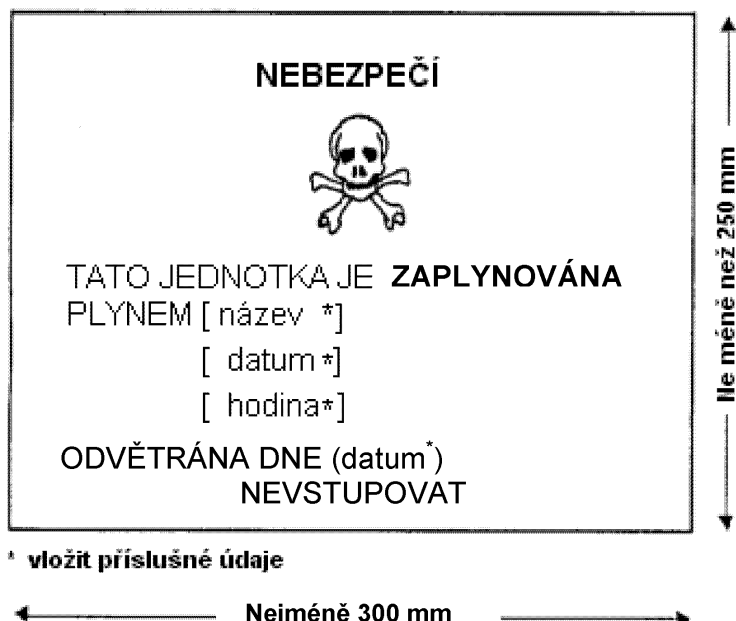 NEBEZPEČÍ
TATO JEDNOTKA JE ZAPLYNOVÁNA
PLYNEM [ název *]
[ datum *]
[ hodina*]
ODVĚTRÁNA DNE (datum*)
NEVSTUPOVAT
Ne méně než 250 mm
* vložit příslušné údaje
Nejméně 300 mm